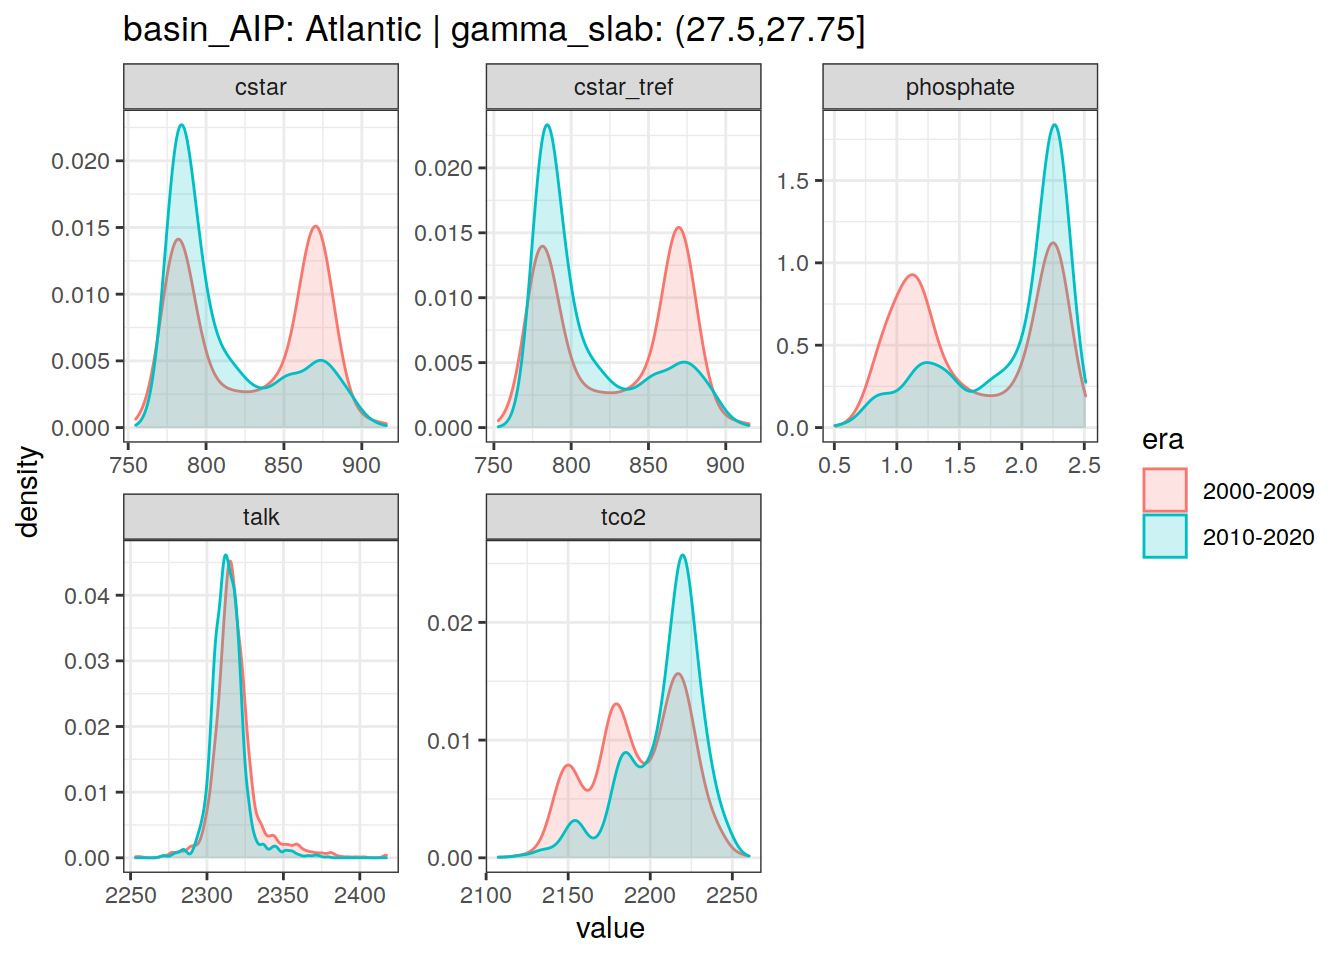 basin_AIP: Atlantic | gamma_slab: (27.5,27.75]
cstar
cstar_tref
phosphate
0.020
0.015
0.010
0.005
0.000
750 800 850 900
0.020
0.015
0.010
0.005
0.000
750 800 850 900
1.5
1.0
0.5
0.0
0.5 1.0 1.5 2.0 2.5
density
era
2000-2009
2010-2020
talk
tco2
0.04
0.03
0.02
0.01
0.00
2250 2300 2350 2400
0.02
0.01
0.00
2100 2150 2200 2250
value